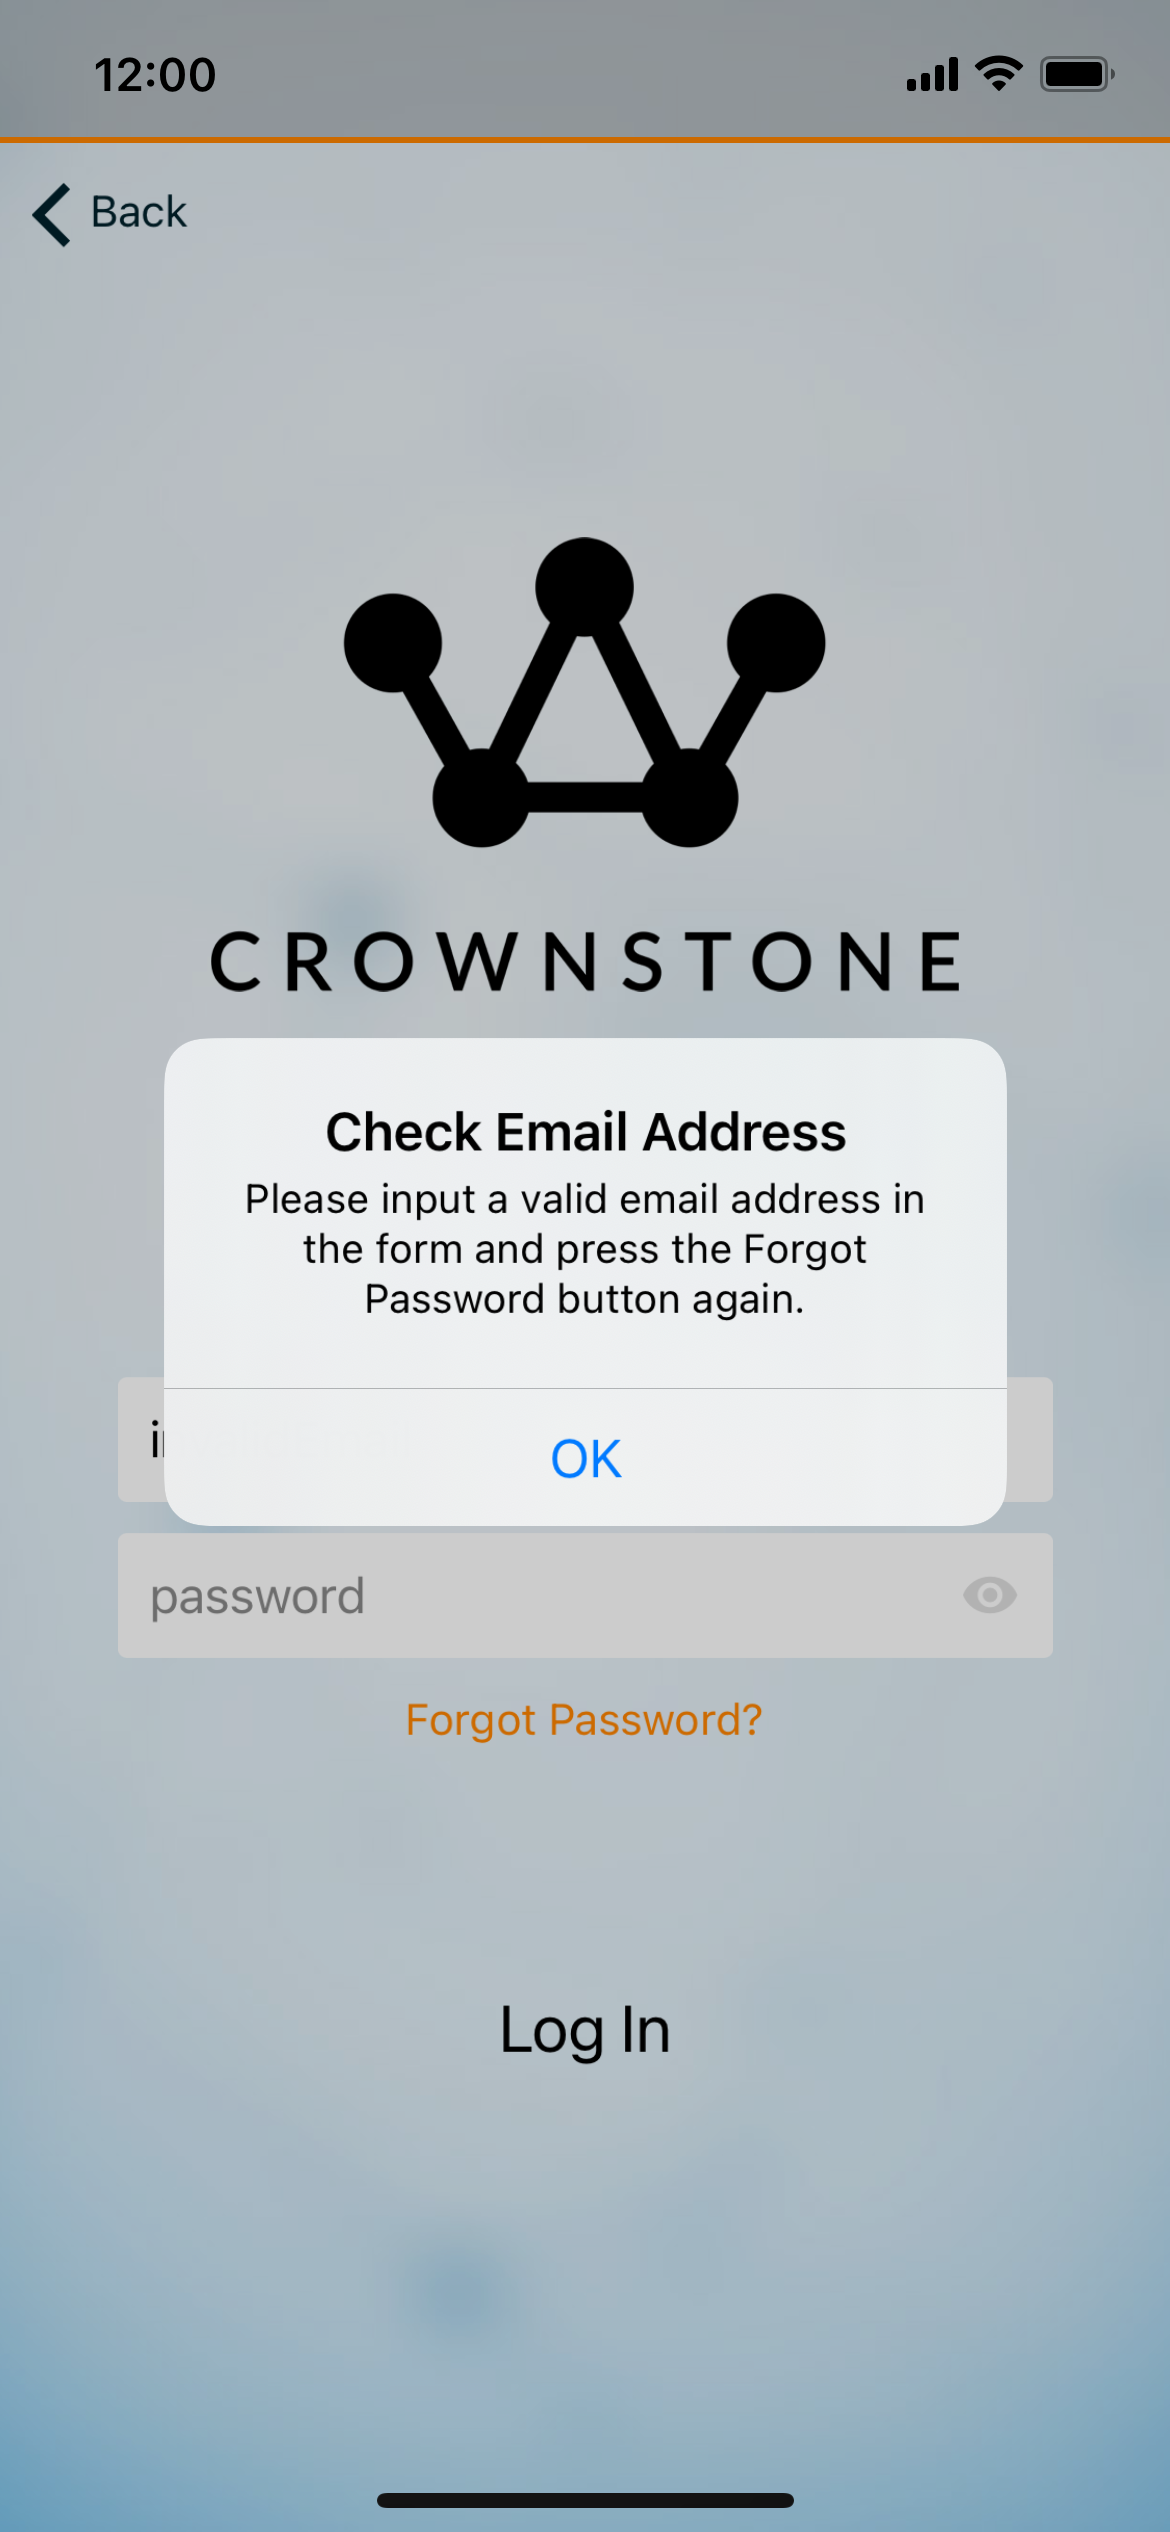 12:00
Back
CROWNSTONE
Check Email Address
Please input a valid email address in
the form and press the Forgot
Password button again.
OK
password
Forgot Password?
Log In